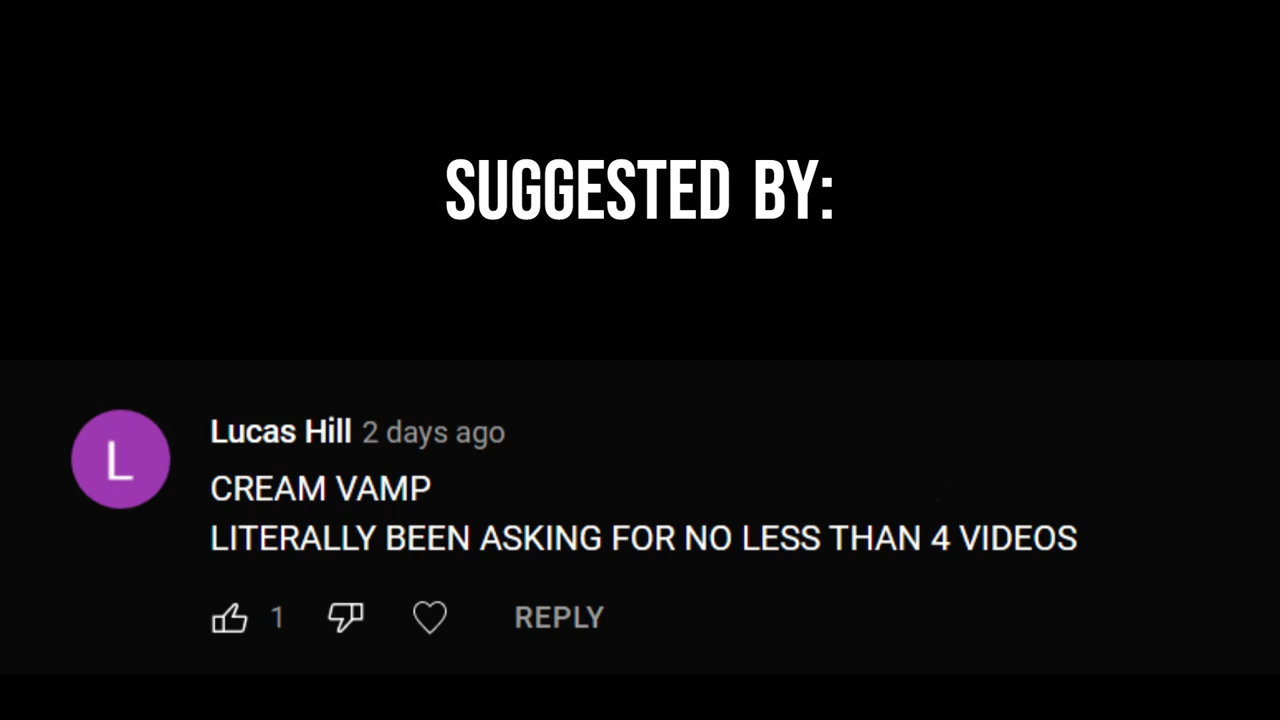 SUGGESTED BY:
L
Lucas Hill 2 days ago
CREAM VAMP
LITERALLY BEEN ASKING FOR NO LESS THAN 4 VIDEOS
1 REPLY